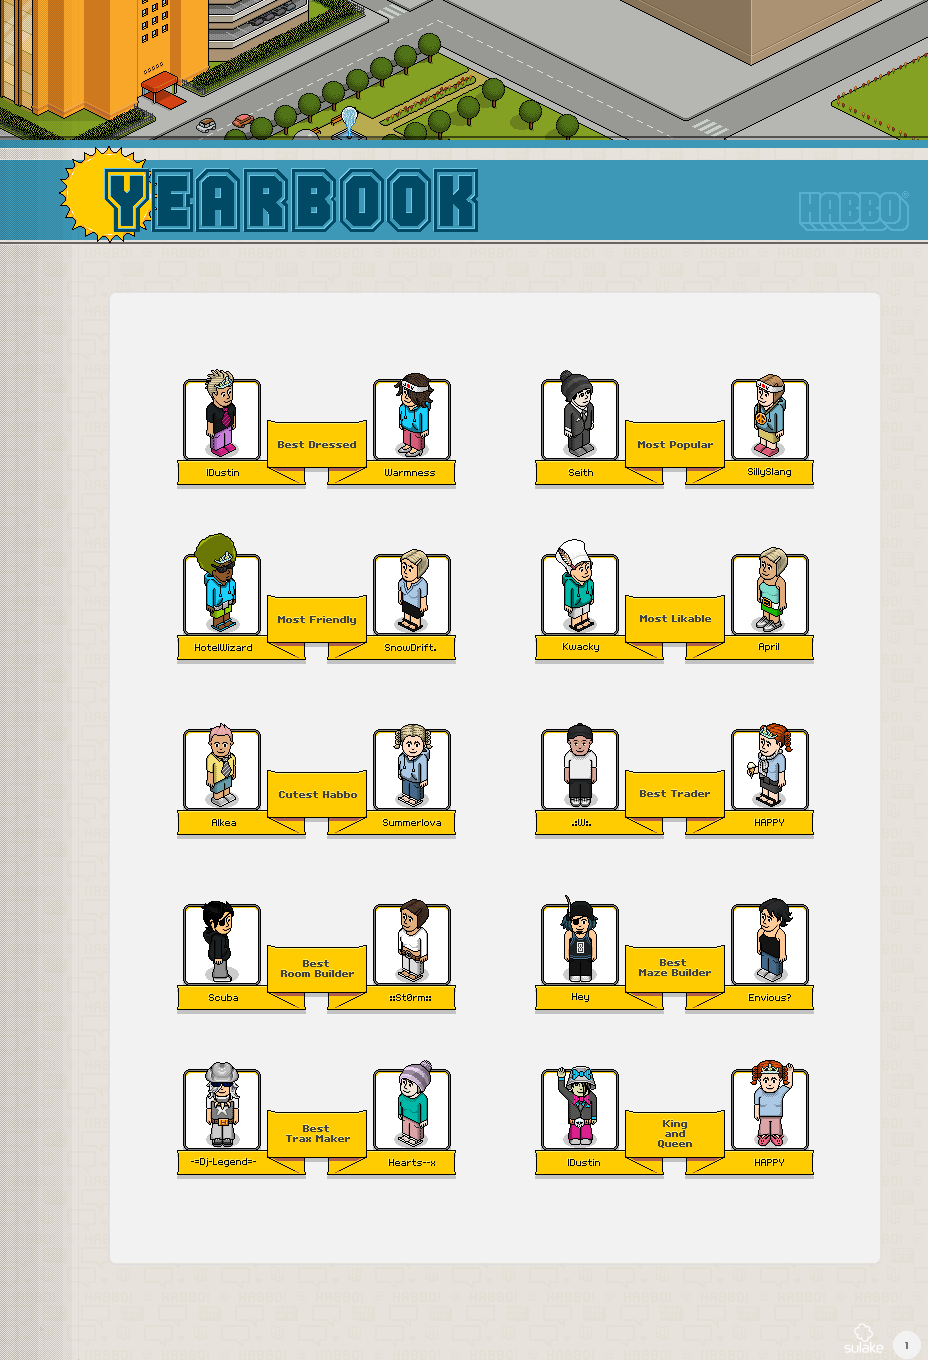 YEARBOOK
HABBO
Best Dressed
IDustin
Warmness
Most Popular
Seith
SillySlang
Most Friendly
HotelWizard
SnowDrift.
Most Likable
Kwacky
April
Cutest Habbo
Alkea
Summerlova
Best Trader
.:W:.
HAPPY
Best
Room Builder
Scuba
::St0rm::
Best
Maze Builder
Hey
Envious?
Best
Trax Maker
-=Dj-Legend=-
Hearts--x
King
and
Queen
IDustin
HAPPY
sulake
1